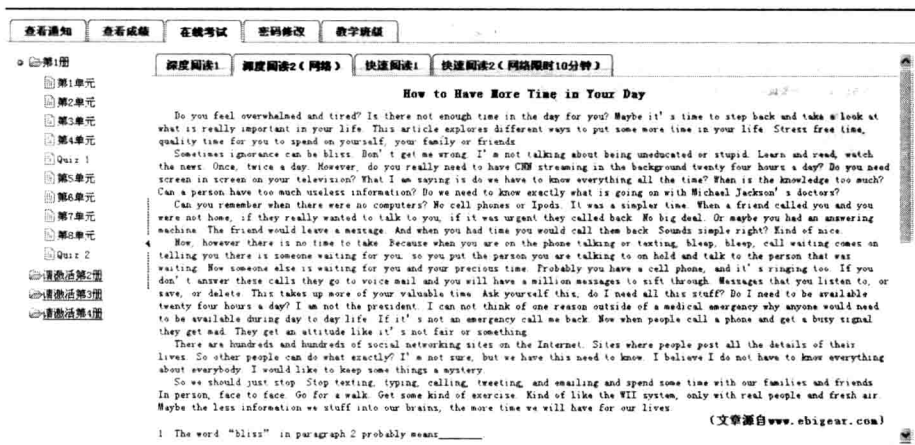 查看通知 查看成绩 在线考试 密码修改 教学班级
第1册
第1单元
第2单元
第3单元
第4单元
Quiz 1
第5单元
第6单元
第7单元
第8单元
Quiz 2
请激活第2册
请激活第3册
请激活第4册
深度阅读1 深度阅读2(网络) 快速阅读1 快速阅读2(网络限时10分钟)
How to Have More Time in Your Day
Do you feel overwhelmed and tired? Is there not enough time in the day for you? Maybe it's time to step back and take a look at
what is really important in your life. This article explores different ways to put some more time in your life. Stress free time,
quality time for you to spend on yourself, your family or friends
Sometimes ignorance can be bliss. Don't get me wrong. I'm not talking about being uneducated or stupid. Learn and read, watch
the news. Once, twice a day. However, do you really need to have CNN streaming in the background twenty four hours a day? Do you need
screen in screen on your television? What I am saying is do we have to know everything all the time? When is the knowledge too much?
Can a person have too much useless information? Do we need to know exactly what is going on with Michael Jackson's doctors?
Can you remember when there were no computers? No cell phones or Ipods. It was a simpler time. When a friend called you and you
were not home, if they really wanted to talk to you, if it was urgent they called back. No big deal. Or maybe you had an answering
machine. The friend would leave a message. And when you had time you would call them back. Sounds simple right? Kind of nice.
Now, however there is no time to take. Because when you are on the phone talking or texting, bleep, bleep, call waiting comes on
telling you there is someone waiting for you. so you put the person you are talking to on hold and talk to the person that was
waiting. Now someone else is waiting for you and your precious time. Probably you have a cell phone, and it's ringing too. If you
don't answer these calls they go to voice mail and you will have a million messages to sift through. Messages that you listen to, or
save, or delete. This takes up more of your valuable time. Ask yourself this, do I need all this stuff? Do I need to be available
twenty four hours a day? I am not the president. I can not think of one reason outside of a medical emergency why anyone would need
to be available during day to day life. If it's not an emergency call me back. Now when people call a phone and get a busy signal
they get mad. They get an attitude like it's not fair or something.
There are hundreds and hundreds of social networking sites on the Internet. Sites where people post all the details of their
lives. So other people can do what exactly? I'm not sure, but we have this need to know. I believe I do not have to know everything
about everybody. I would like to keep some things a mystery.
So we should just stop. Stop texting, typing, calling, tweeting, and emailing and spend some time with our families and friends
In person, face to face. Go for a walk. Get some kind of exercise. Kind of like the WII system, only with real people and fresh air.
Maybe the less information we stuff into our brains, the more time we will have for our lives.
(文章源自www.ebigear.com)
1 The word “bliss” in paragraph 2 probably means______